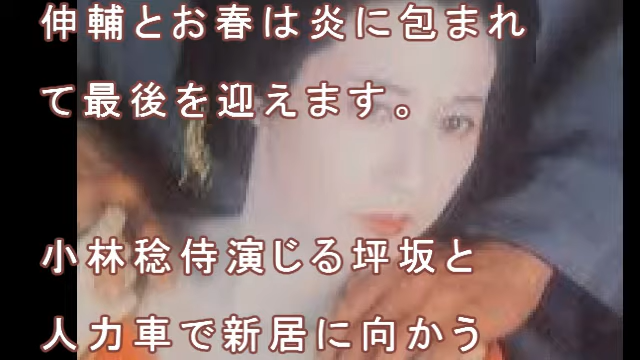 伸輔とお春は炎に包まれ
て最後を迎えます。
小林稔侍演じる坪坂と
人力車で新居に向かう